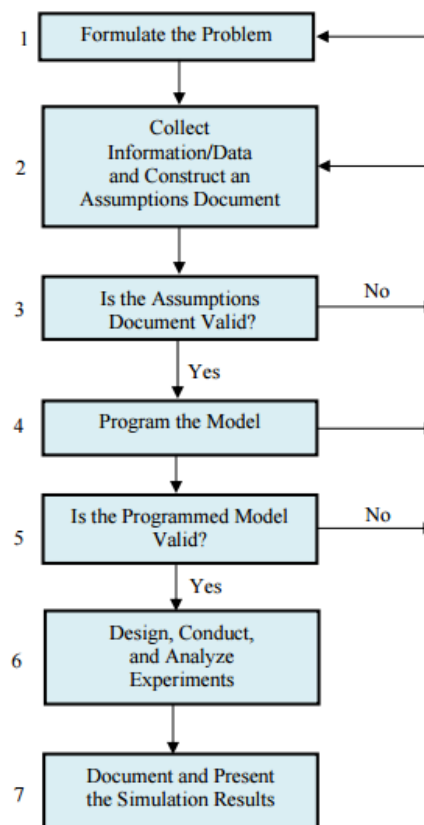 1
Formulate the Problem
2
Collect
Information/Data
and Construct an
Assumptions Document
3
Is the Assumptions
Document Valid?
No
Yes
4
Program the Model
5
Is the Programmed Model
Valid?
No
Yes
6
Design, Conduct,
and Analyze
Experiments
7
Document and Present
the Simulation Results